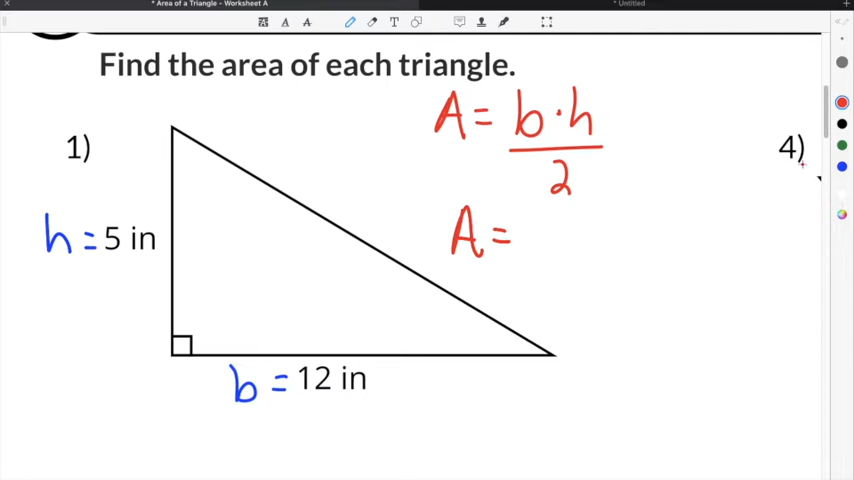 * Area of a Triangle - Worksheet A
* Untitled
Find the area of each triangle.
A = b · h
2
1)
4)
h = 5 in
A =
b = 12 in